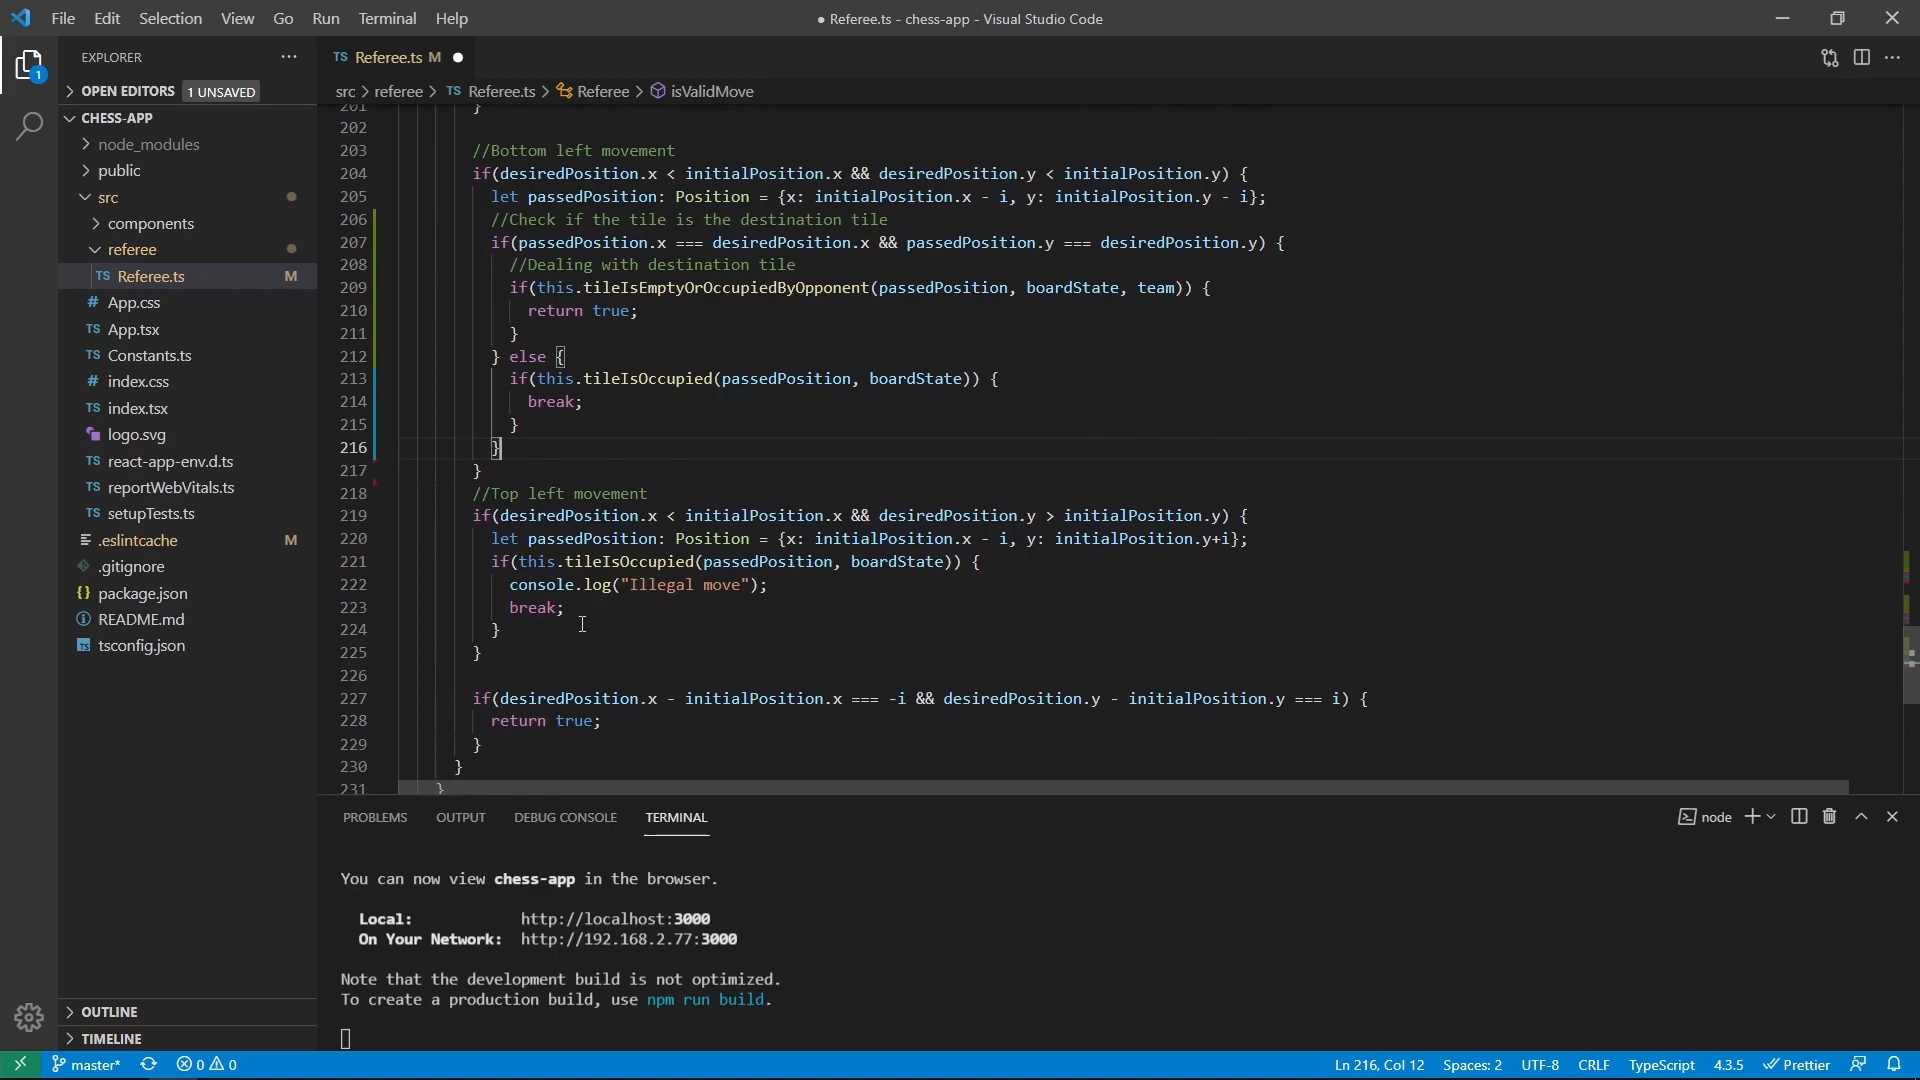 File Edit Selection View Go Run Terminal Help
● Referee.ts - chess-app - Visual Studio Code
EXPLORER
TS Referee.ts M
1
OPEN EDITORS 1 UNSAVED
src > referee > TS Referee.ts > Referee > isValidMove
CHESS-APP
node_modules
public
src
components
referee
TS Referee.ts M
# App.css
TS App.tsx
TS Constants.ts
# index.css
TS index.tsx
logo.svg
TS react-app-env.d.ts
TS reportWebVitals.ts
TS setupTests.ts
.eslintcache M
.gitignore
{} package.json
README.md
tsconfig.json
OUTLINE
TIMELINE
201 }
202
203 //Bottom left movement
204 if(desiredPosition.x < initialPosition.x && desiredPosition.y < initialPosition.y) {
205 let passedPosition: Position = {x: initialPosition.x - i, y: initialPosition.y - i};
206 //Check if the tile is the destination tile
207 if(passedPosition.x === desiredPosition.x && passedPosition.y === desiredPosition.y) {
208 //Dealing with destination tile
209 if(this.tileIsEmptyOrOccupiedByOpponent(passedPosition, boardState, team)) {
210 return true;
211 }
212 } else {
213 if(this.tileIsOccupied(passedPosition, boardState)) {
214 break;
215 }
216 }
217 }
218 //Top left movement
219 if(desiredPosition.x < initialPosition.x && desiredPosition.y > initialPosition.y) {
220 let passedPosition: Position = {x: initialPosition.x - i, y: initialPosition.y+i};
221 if(this.tileIsOccupied(passedPosition, boardState)) {
222 console.log("Illegal move");
223 break;
224 }
225 }
226
227 if(desiredPosition.x - initialPosition.x === -i && desiredPosition.y - initialPosition.y === i) {
228 return true;
229 }
230 }
231 }
PROBLEMS OUTPUT DEBUG CONSOLE TERMINAL
node
You can now view chess-app in the browser.
Local: http://localhost:3000
On Your Network: http://192.168.2.77:3000
Note that the development build is not optimized.
To create a production build, use npm run build.
master* 0 0
Ln 216, Col 12 Spaces: 2 UTF-8 CRLF TypeScript 4.3.5 Prettier